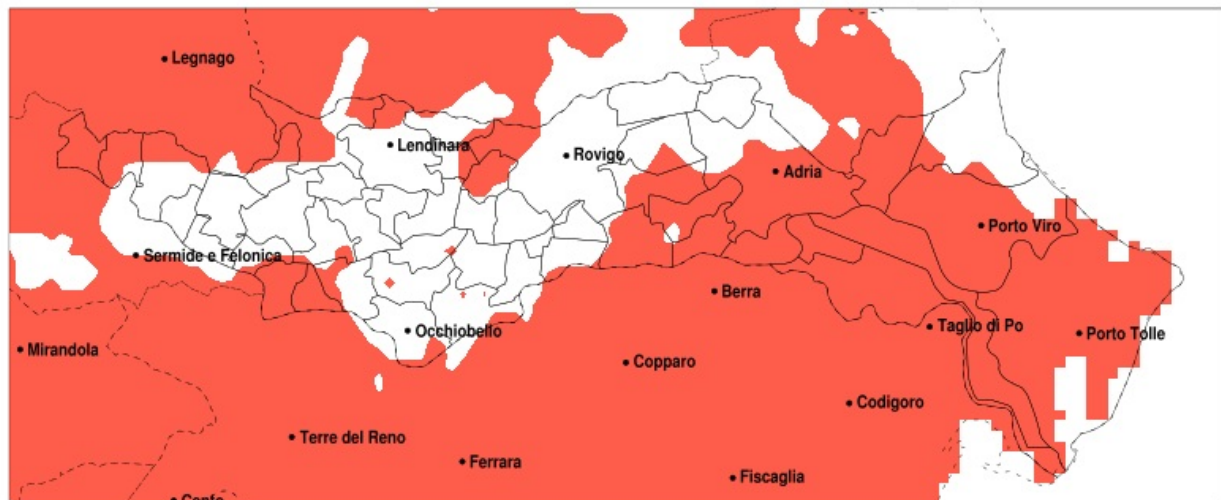 Legnago
Lendinara
Rovigo
Adria
Porto Viro
Sermide e Felonica
Berra
Taglio di Po
Porto Tolle
Occhiobello
Mirandola
Copparo
Codigoro
Terre del Reno
Ferrara
Fiscaglia